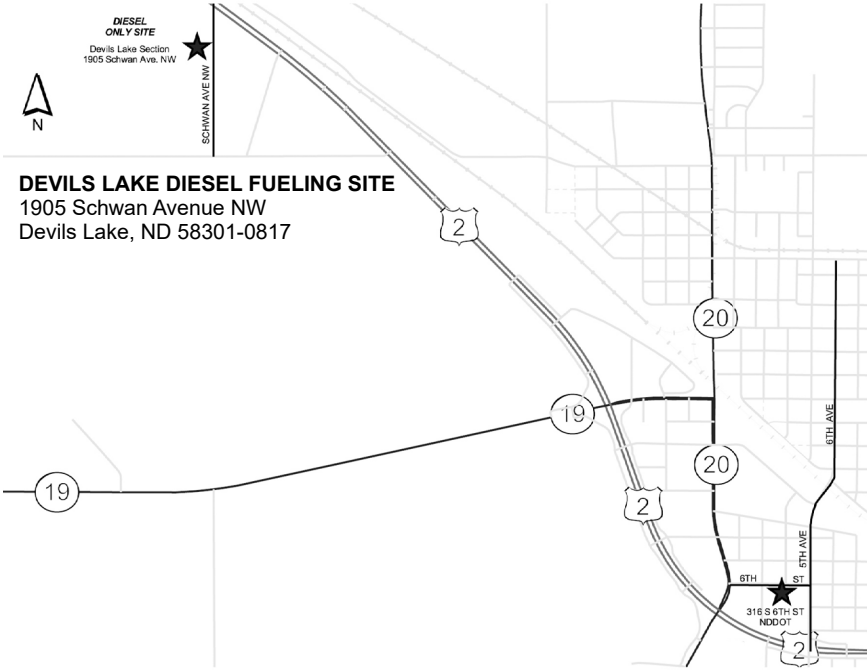 DIESEL
ONLY SITE
Devils Lake Section
1905 Schwan Ave. NW
SCHWAN AVE NW
N
DEVILS LAKE DIESEL FUELING SITE
1905 Schwan Avenue NW
Devils Lake, ND 58301-0817
2
20
19
6TH AVE
20
19
2
5TH AVE
6TH ST
316 S 6TH ST
NDDOT
2